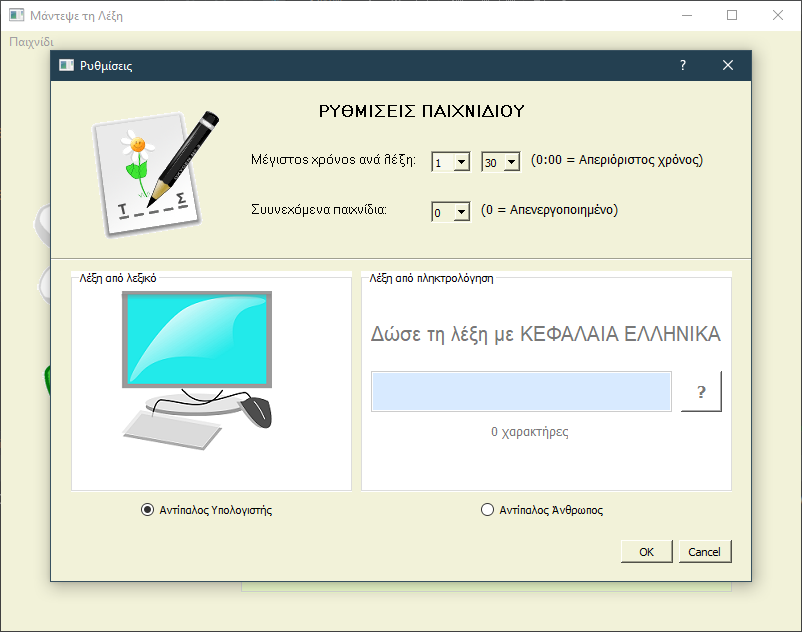 Μάντεψε τη Λέξη
Παιχνίδι
Ρυθμίσεις
?
ΡΥΘΜΙΣΕΙΣ ΠΑΙΧΝΙΔΙΟΥ
Μέγιστος χρόνος ανά λέξη: 1 30 (0:00 = Απεριόριστος χρόνος)
Συυνεχόμενα παιχνίδια: 0 (0 = Απενεργοποιημένο)
Τ _ _ _ _ Σ
Λέξη από λεξικό
Λέξη από πληκτρολόγηση
Δώσε τη λέξη με ΚΕΦΑΛΑΙΑ ΕΛΛΗΝΙΚΑ
?
0 χαρακτήρες
Αντίπαλος Υπολογιστής
Αντίπαλος Άνθρωπος
OK
Cancel